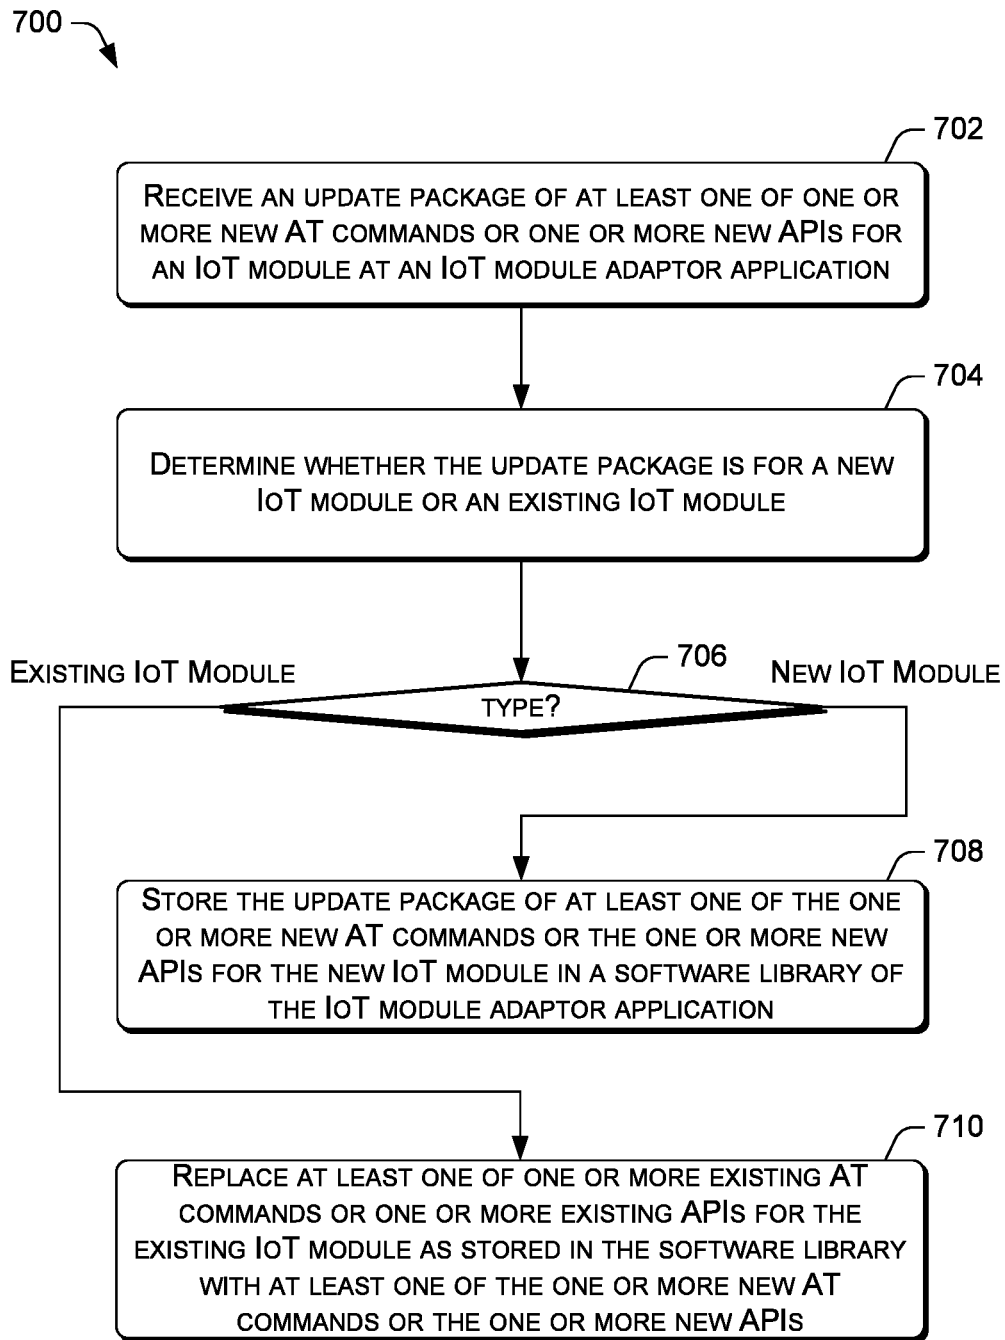 700
702
RECEIVE AN UPDATE PACKAGE OF AT LEAST ONE OF ONE OR
MORE NEW AT COMMANDS OR ONE OR MORE NEW APIS FOR
AN IOT MODULE AT AN IOT MODULE ADAPTOR APPLICATION
704
DETERMINE WHETHER THE UPDATE PACKAGE IS FOR A NEW
IOT MODULE OR AN EXISTING IOT MODULE
706
EXISTING IOT MODULE
NEW IOT MODULE
TYPE?
708
STORE THE UPDATE PACKAGE OF AT LEAST ONE OF THE ONE
OR MORE NEW AT COMMANDS OR THE ONE OR MORE NEW
APIS FOR THE NEW IOT MODULE IN A SOFTWARE LIBRARY OF
THE IOT MODULE ADAPTOR APPLICATION
710
REPLACE AT LEAST ONE OF ONE OR MORE EXISTING AT
COMMANDS OR ONE OR MORE EXISTING APIS FOR THE
EXISTING IOT MODULE AS STORED IN THE SOFTWARE LIBRARY
WITH AT LEAST ONE OF THE ONE OR MORE NEW AT
COMMANDS OR THE ONE OR MORE NEW APIS